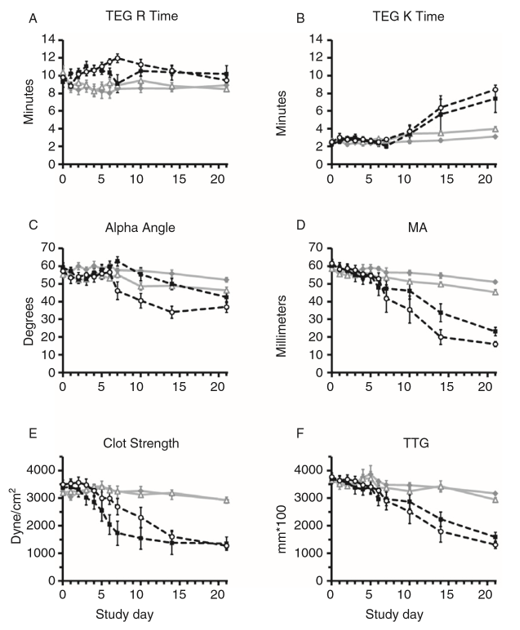 A TEG R Time
Minutes
14
12
10
8
6
4
2
0
0 5 10 15 20
B TEG K Time
Minutes
14
12
10
8
6
4
2
0
0 5 10 15 20
C Alpha Angle
Degrees
70
60
50
40
30
20
10
0
0 5 10 15 20
D MA
Millimeters
70
60
50
40
30
20
10
0
0 5 10 15 20
E Clot Strength
Dyne/cm²
4000
3000
2000
1000
0
0 5 10 15 20
Study day
F TTG
mm*100
4000
3000
2000
1000
0
0 5 10 15 20
Study day